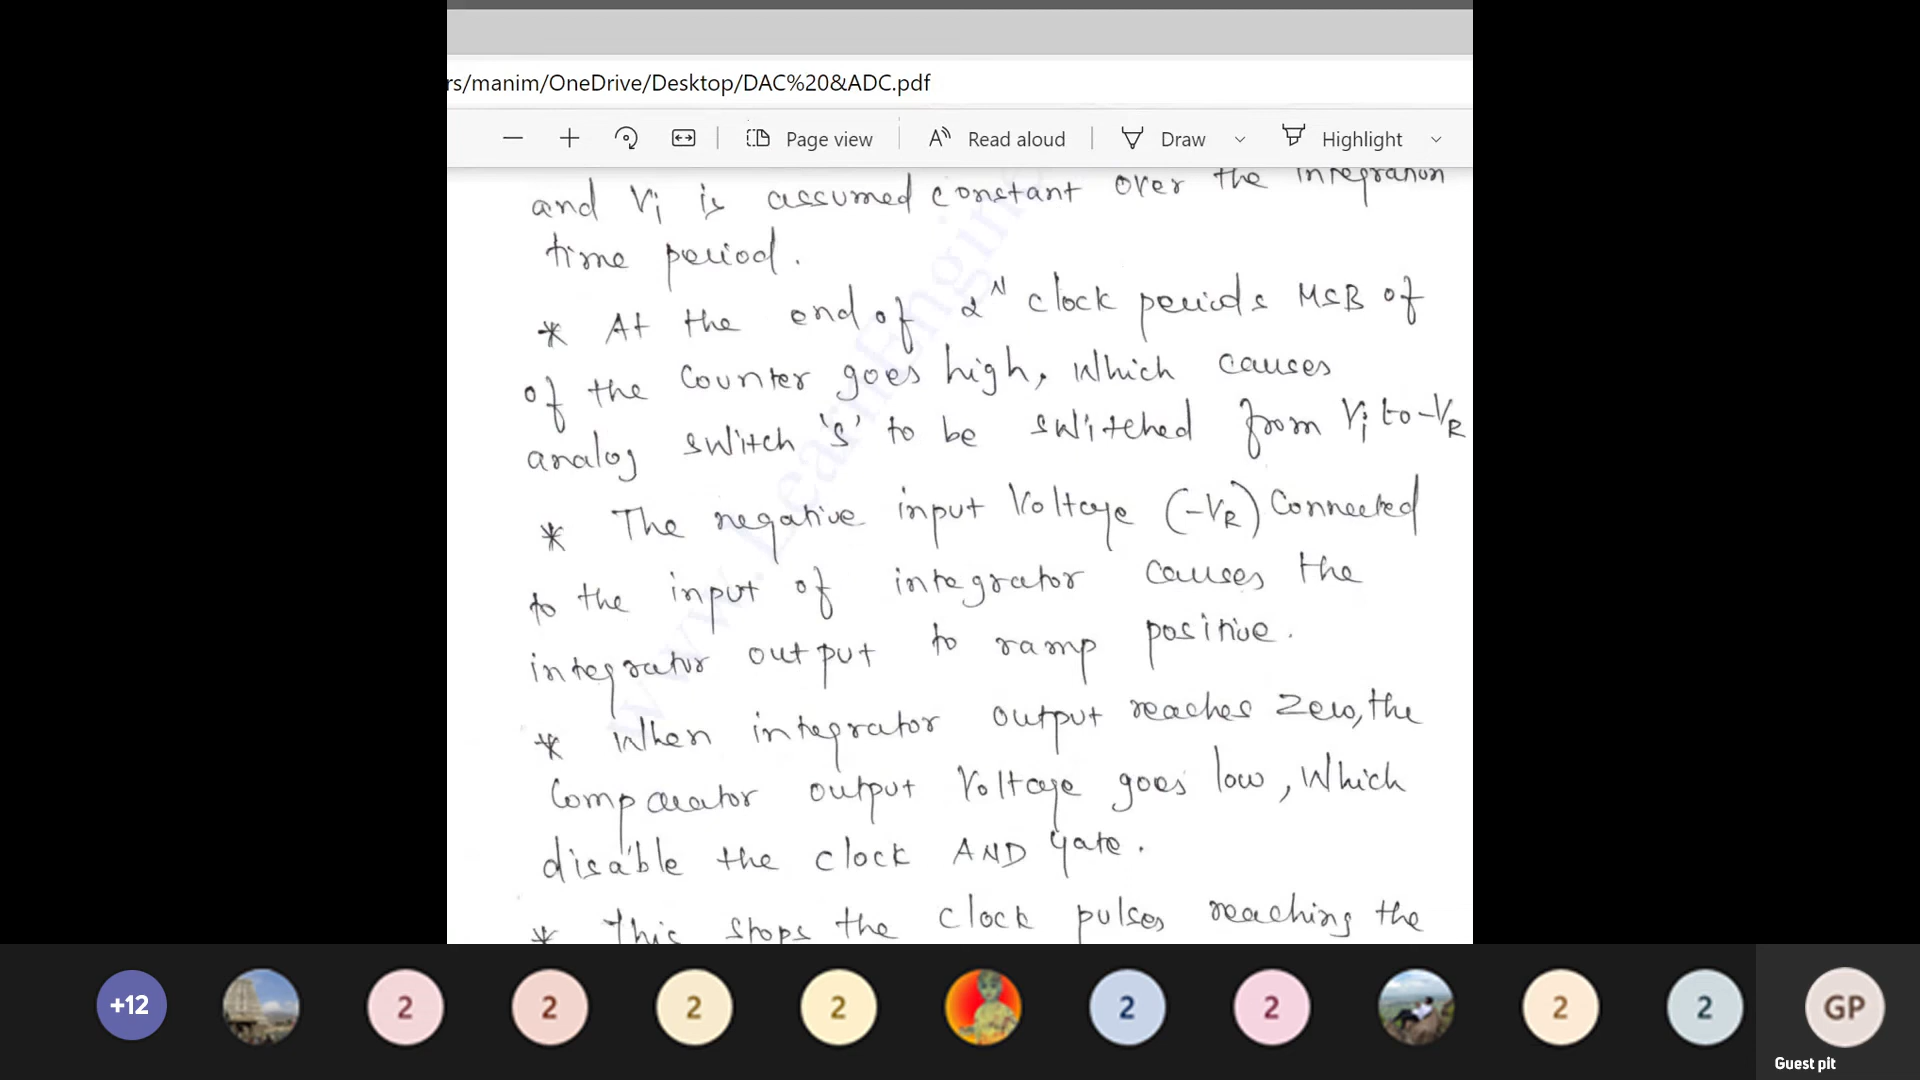 rs/manim/OneDrive/Desktop/DAC%20&ADC.pdf
Page view Read aloud Draw Highlight
and Vi is assumed constant over the integration
time period.
* At the end of 2^N clock periods MSB of
of the counter goes high, which causes
analog switch 's' to be switched from Vi to -VR
* The negative input Voltage (-VR) Connected
to the input of integrator causes the
integrator output to ramp positive.
* When integrator output reaches zero, the
Comparator output Voltage goes low, which
disable the clock AND gate.
* This stops the clock pulses reaching the
www.LearnEngin
+12 2 2 2 2 2 2 2 2 GP
Guest pit